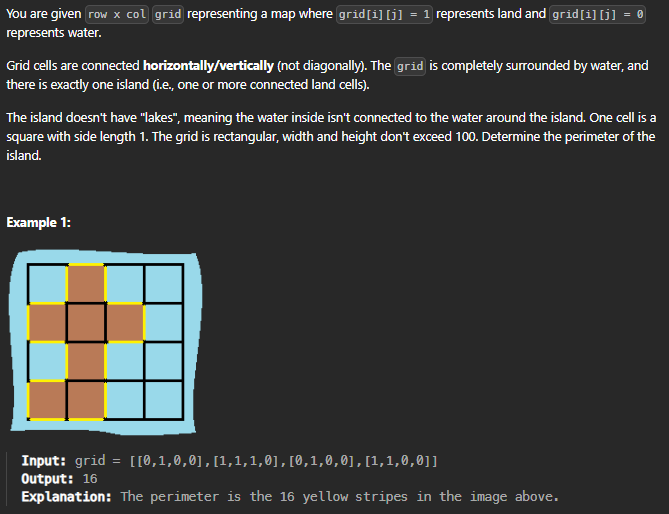 You are given row x col grid representing a map where grid[i][j] = 1 represents land and grid[i][j] = 0
represents water.
Grid cells are connected horizontally/vertically (not diagonally). The grid is completely surrounded by water, and
there is exactly one island (i.e., one or more connected land cells).
The island doesn't have "lakes", meaning the water inside isn't connected to the water around the island. One cell is a
square with side length 1. The grid is rectangular, width and height don't exceed 100. Determine the perimeter of the
island.
Example 1:
Input: grid = [[0,1,0,0],[1,1,1,0],[0,1,0,0],[1,1,0,0]]
Output: 16
Explanation: The perimeter is the 16 yellow stripes in the image above.